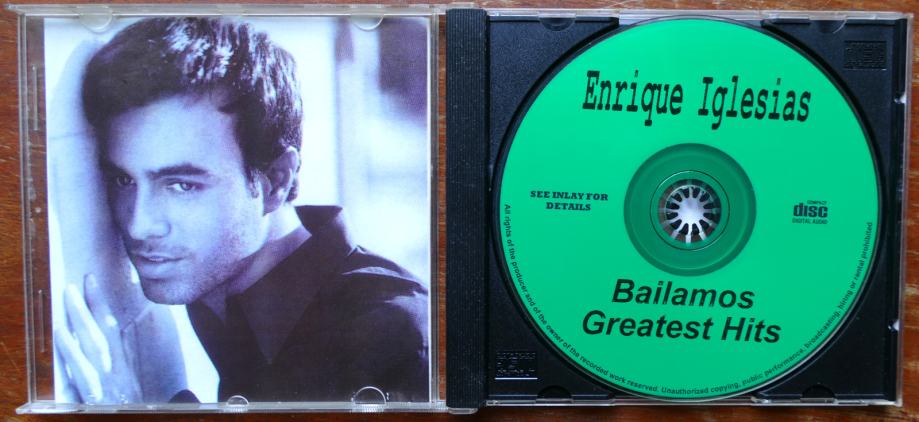 Enrique Iglesias
SEE INLAY FOR
DETAILS
COMPACT
disc
DIGITAL AUDIO
Bailamos
Greatest Hits
All rights of the producer and of the owner of the recorded work reserved. Unauthorized copying, public performance, broadcasting, hiring or rental prohibited